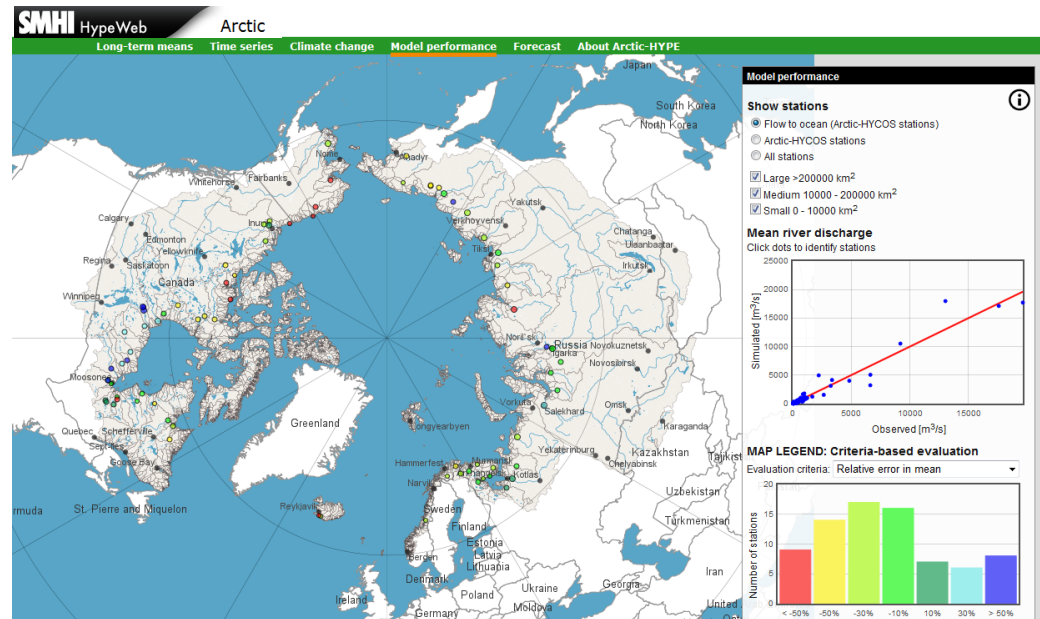 SMHI HypeWeb
Arctic
Long-term means Time series Climate change Model performance Forecast About Arctic-HYPE
Japan
South Korea
North Korea
Nome
Anadyr
Fairbanks
Whitehorse
Yakutsk
Verkhoyvensk
Calgary
Chatanga
Ulaanbaatar
Edmonton
Yellowknife
Tiksi
Irkutsk
Regina
Saskatoon
Canada
Winnipeg
Noril'sk
Russia
Novokuznetsk
Igarka
Novosibirsk
Moosonee
Vorkuta
Omsk
Salekhard
Greenland
Karaganda
Quebec
Schefferville
Longyearbyen
Sept-Iles
Yekaterinburg
Kazakhstan
Tajikist
Goose Bay
Hammerfest
Murmansk
Chelyabinsk
Kotlas
Narvik
Uzbekistan
rmuda
St. Pierre and Miquelon
Reykjavik
Sweden
Turkmenistan
Finland
Estonia
Bergen
Latvia
Lithuania
Iran
Denmark
Georgia
Ireland
Poland
Ukraine
United
Germany
Moldova
Model performance
Show stations
Flow to ocean (Arctic-HYCOS stations)
Arctic-HYCOS stations
All stations
Large >200000 km²
Medium 10000 - 200000 km²
Small 0 - 10000 km²
Mean river discharge
Click dots to identify stations
25000
20000
15000
10000
5000
0
Simulated [m³/s]
0 5000 10000 15000
Observed [m³/s]
MAP LEGEND: Criteria-based evaluation
Evaluation criteria: Relative error in mean
20
15
10
5
0
Number of stations
< -50% -50% -30% -10% 10% 30% > 50%